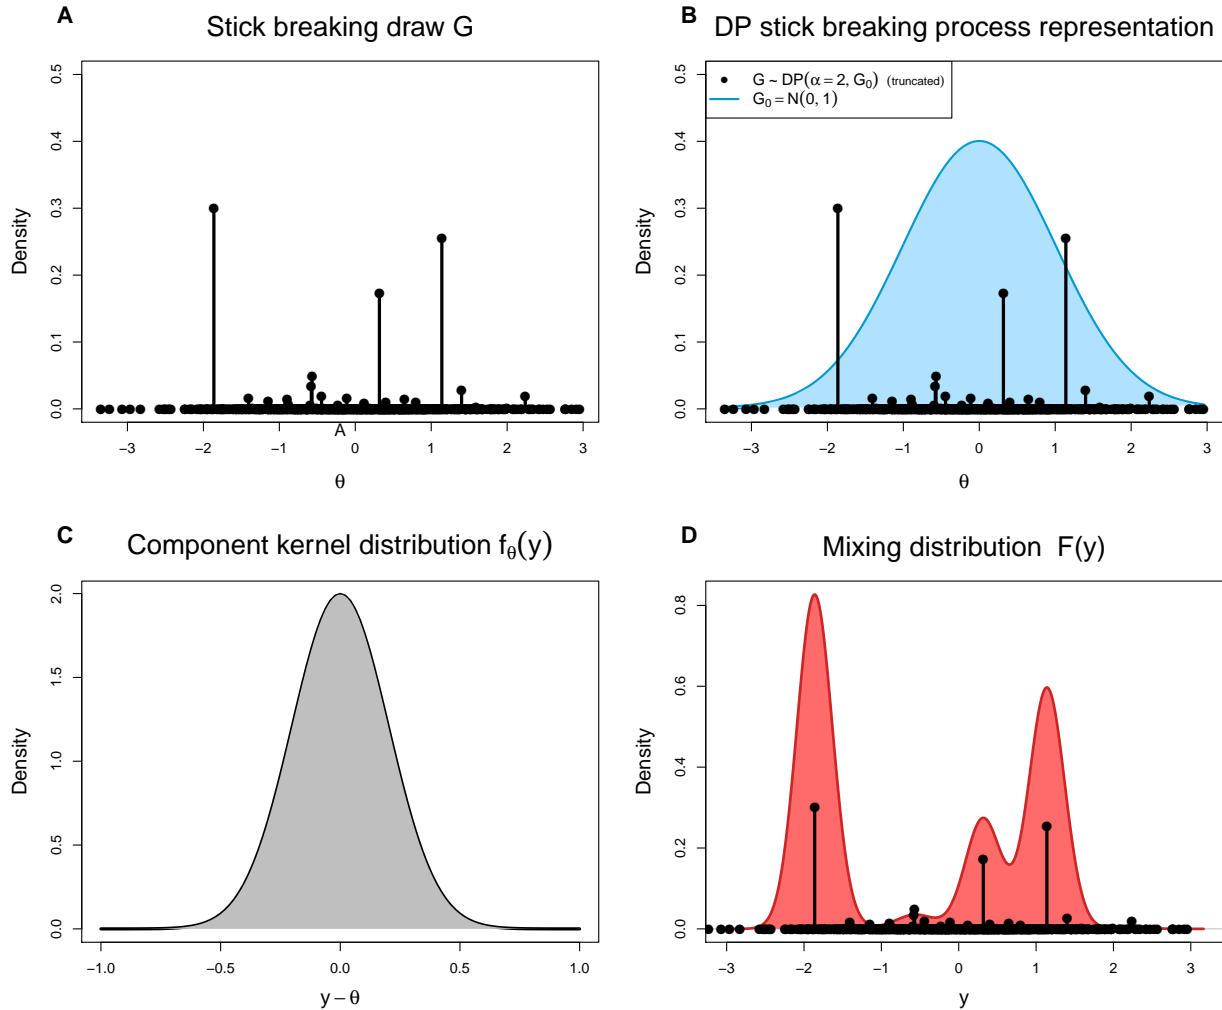 A
Stick breaking draw G
Density
0.5
0.4
0.3
0.2
0.1
0.0
−3 −2 −1 0 1 2 3
A
θ
B
DP stick breaking process representation
G ~ DP(α = 2, G₀) (truncated)
G₀ = N(0, 1)
Density
0.5
0.4
0.3
0.2
0.1
0.0
−3 −2 −1 0 1 2 3
θ
C
Component kernel distribution fθ(y)
Density
2.0
1.5
1.0
0.5
0.0
−1.0 −0.5 0.0 0.5 1.0
y − θ
D
Mixing distribution F(y)
Density
0.8
0.6
0.4
0.2
0.0
−3 −2 −1 0 1 2 3
y